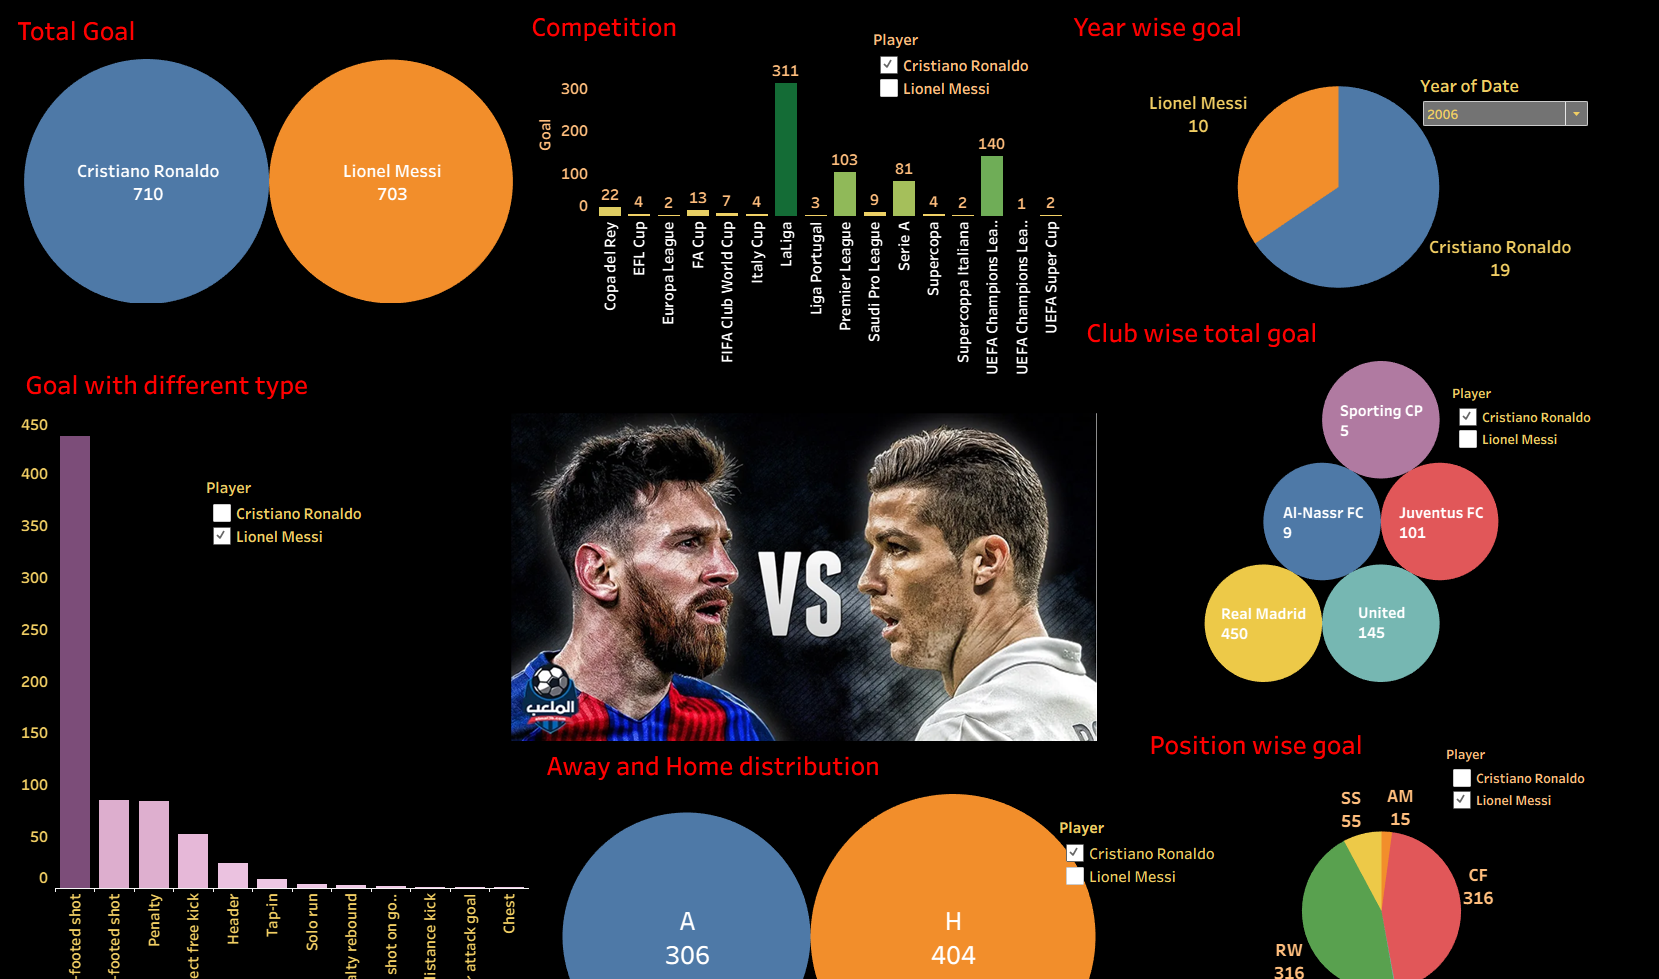 Total Goal
Cristiano Ronaldo
710
Lionel Messi
703
Competition
Player
Cristiano Ronaldo
Lionel Messi
Goal
300
200
100
0
22
4
2
13
7
4
311
3
103
9
81
4
2
140
1
2
Copa del Rey
EFL Cup
Europa League
FA Cup
FIFA Club World Cup
Italy Cup
LaLiga
Liga Portugal
Premier League
Saudi Pro League
Serie A
Supercopa
Supercoppa Italiana
UEFA Champions Lea..
UEFA Champions Lea..
UEFA Super Cup
Year wise goal
Year of Date
2006
Lionel Messi
10
Cristiano Ronaldo
19
Club wise total goal
Player
Cristiano Ronaldo
Lionel Messi
Sporting CP
5
Al-Nassr FC
9
Juventus FC
101
Real Madrid
450
United
145
Goal with different type
Player
Cristiano Ronaldo
Lionel Messi
450
400
350
300
250
200
150
100
50
0
-footed shot
-footed shot
Penalty
ect free kick
Header
Tap-in
Solo run
alty rebound
shot on go..
distance kick
attack goal
Chest
VS
الملعب
Away and Home distribution
Player
Cristiano Ronaldo
Lionel Messi
A
306
H
404
Position wise goal
Player
Cristiano Ronaldo
Lionel Messi
SS
55
AM
15
CF
316
RW
316